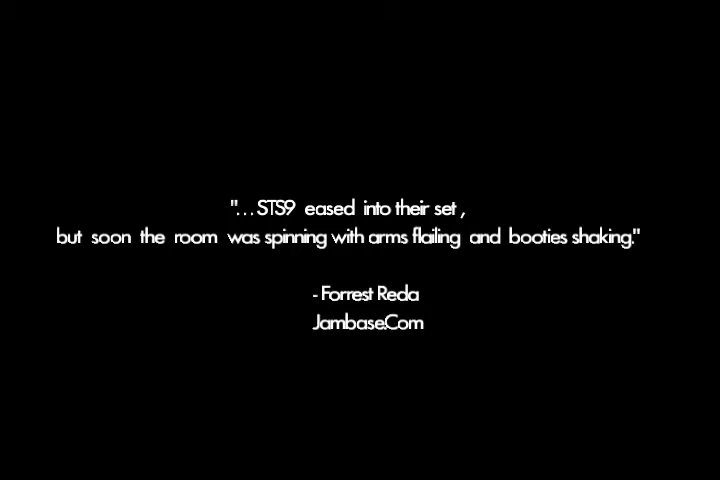 "...STS9 eased into their set ,
but soon the room was spinning with arms flailing and booties shaking."
- Forrest Reda
Jambase.Com